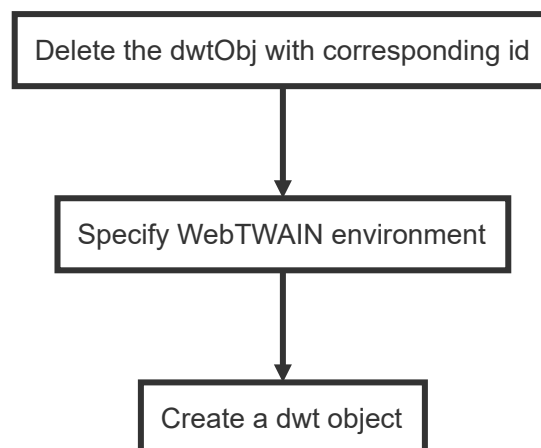 Delete the dwtObj with corresponding id
Specify WebTWAIN environment
Create a dwt object